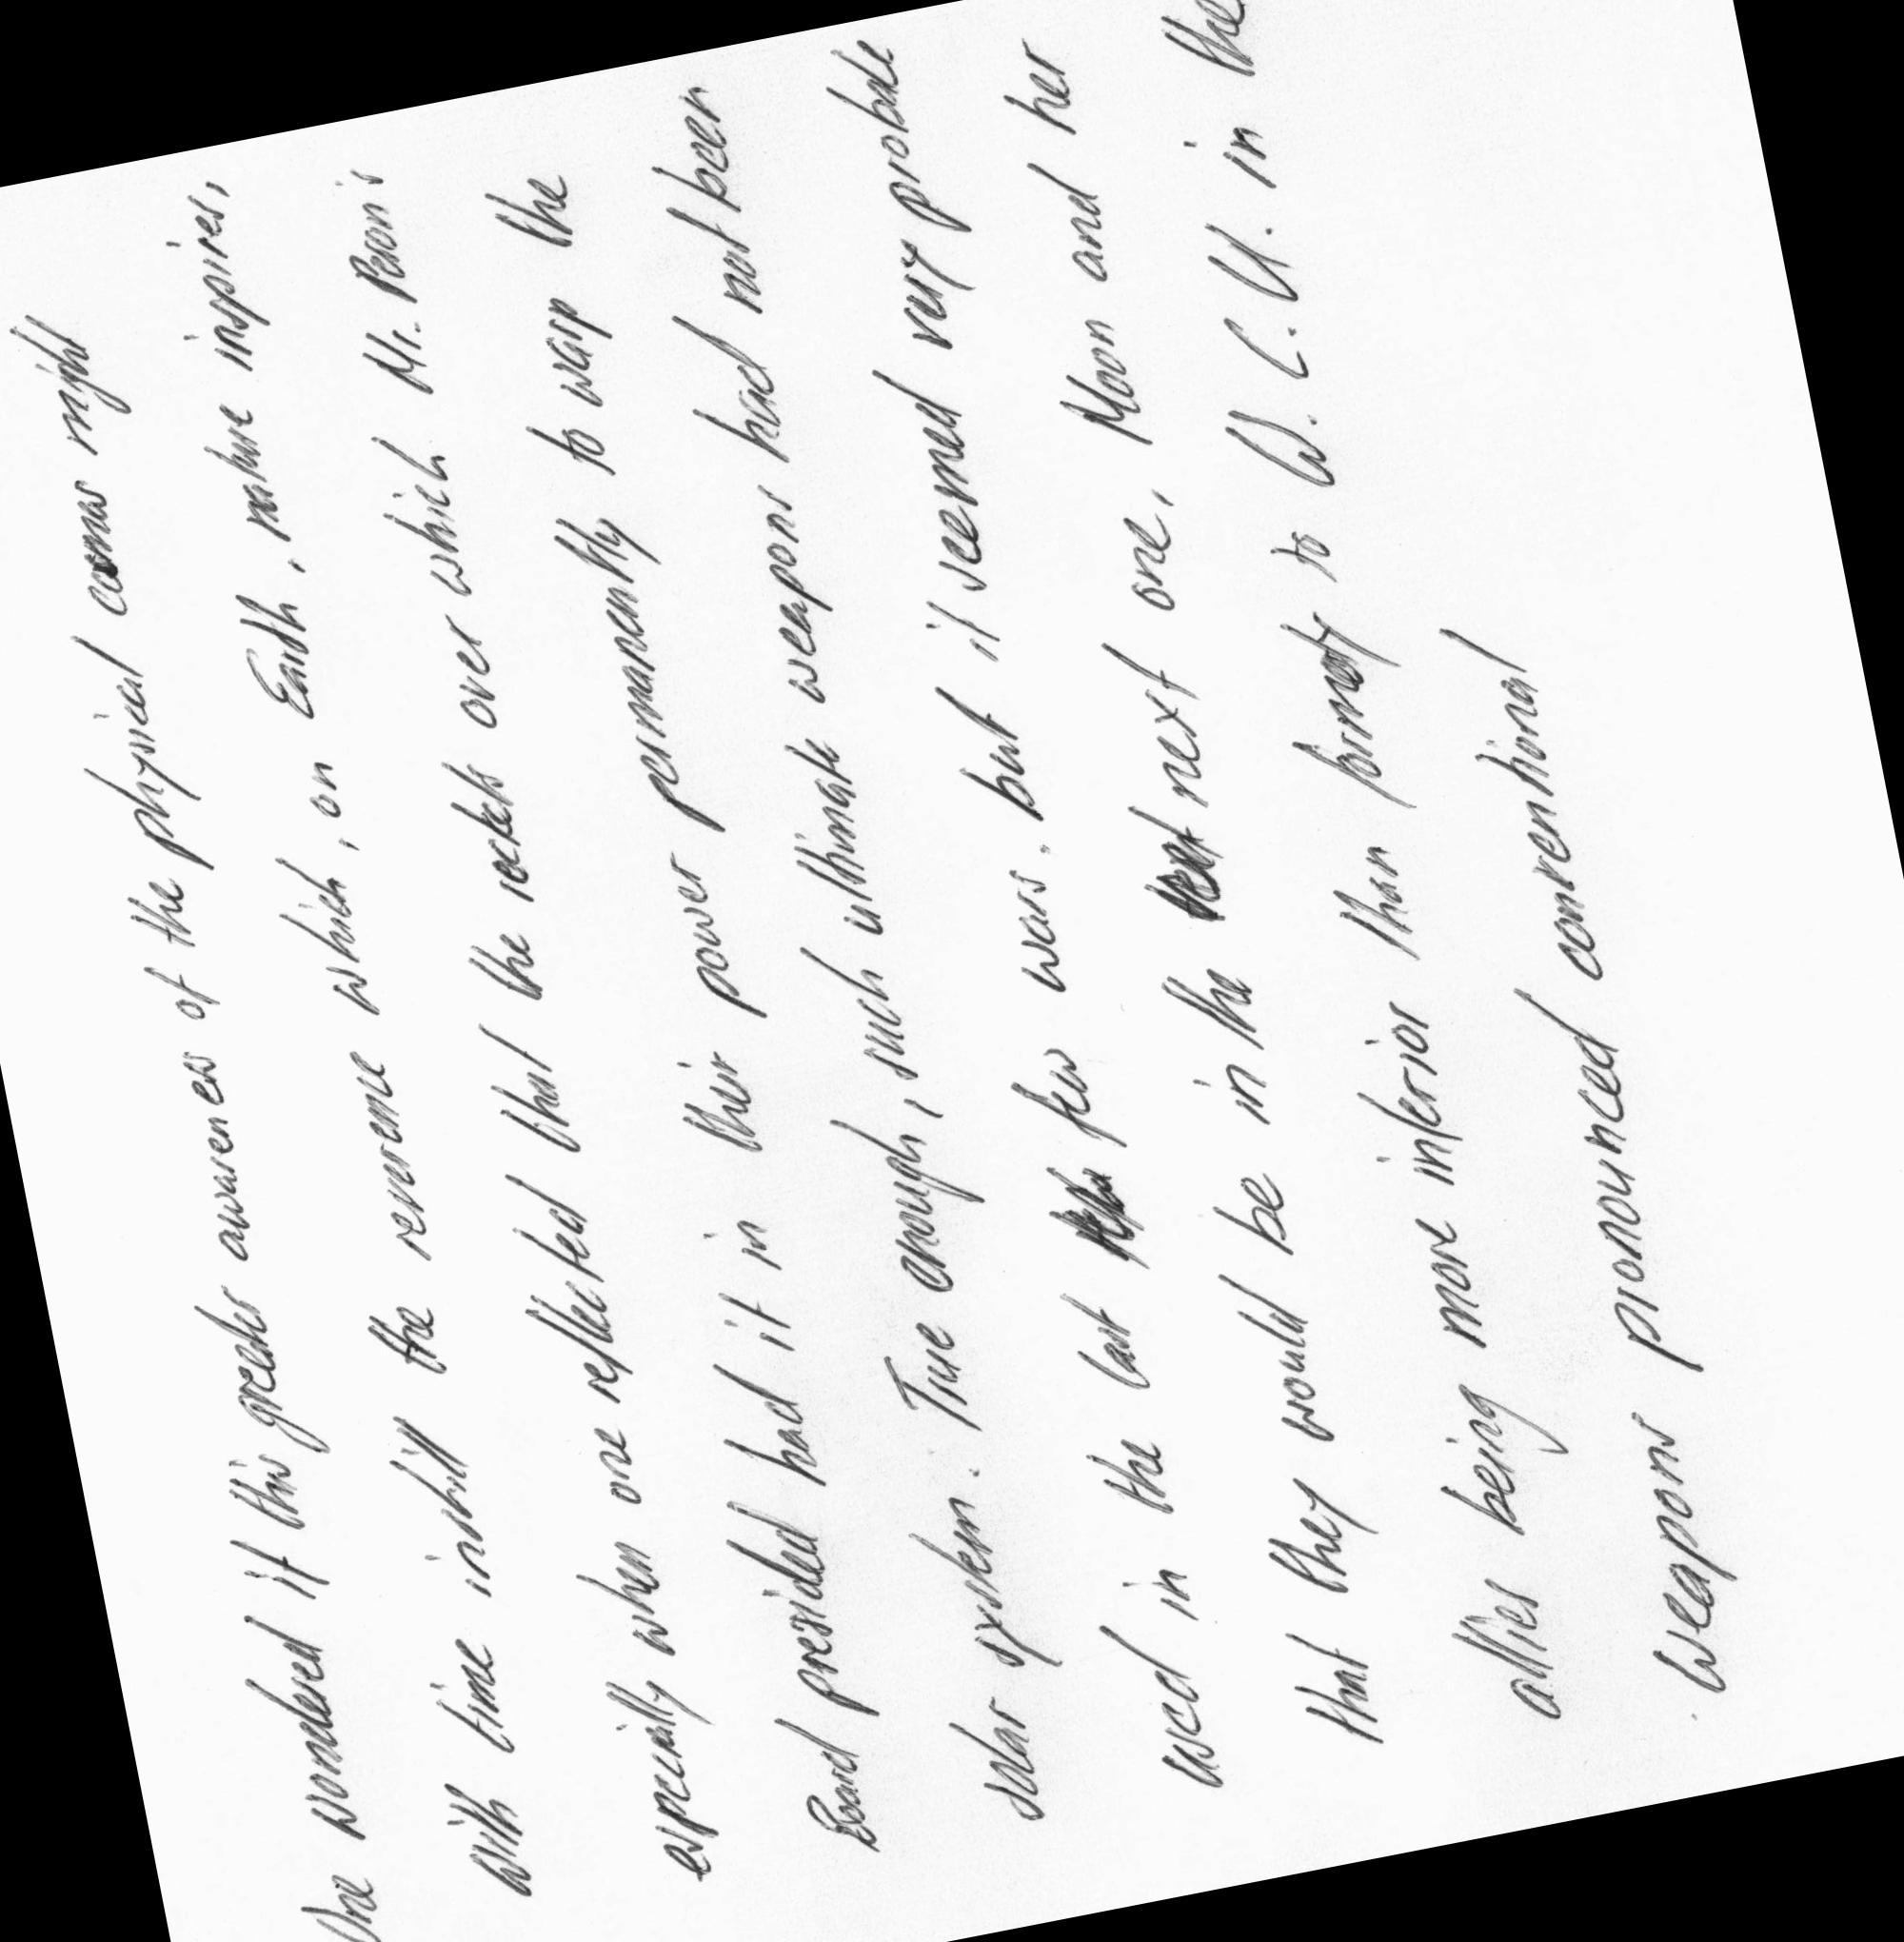 One wondered if this greater awareness of the physical cosmos might
with time instill the reverence which, on Earth, nature inspires,
especially when one reflected that the rockets over which Mr. Peron's
Board presided had it in their power permanently to warp the
solar system. True enough, such ultimate weapons had not been
used in the last few wars. but it seemed very probale
that they would be in the next one, Moon and her
allies being more inferior than formerly to W. C. U. in the
weapons pronounced conventional